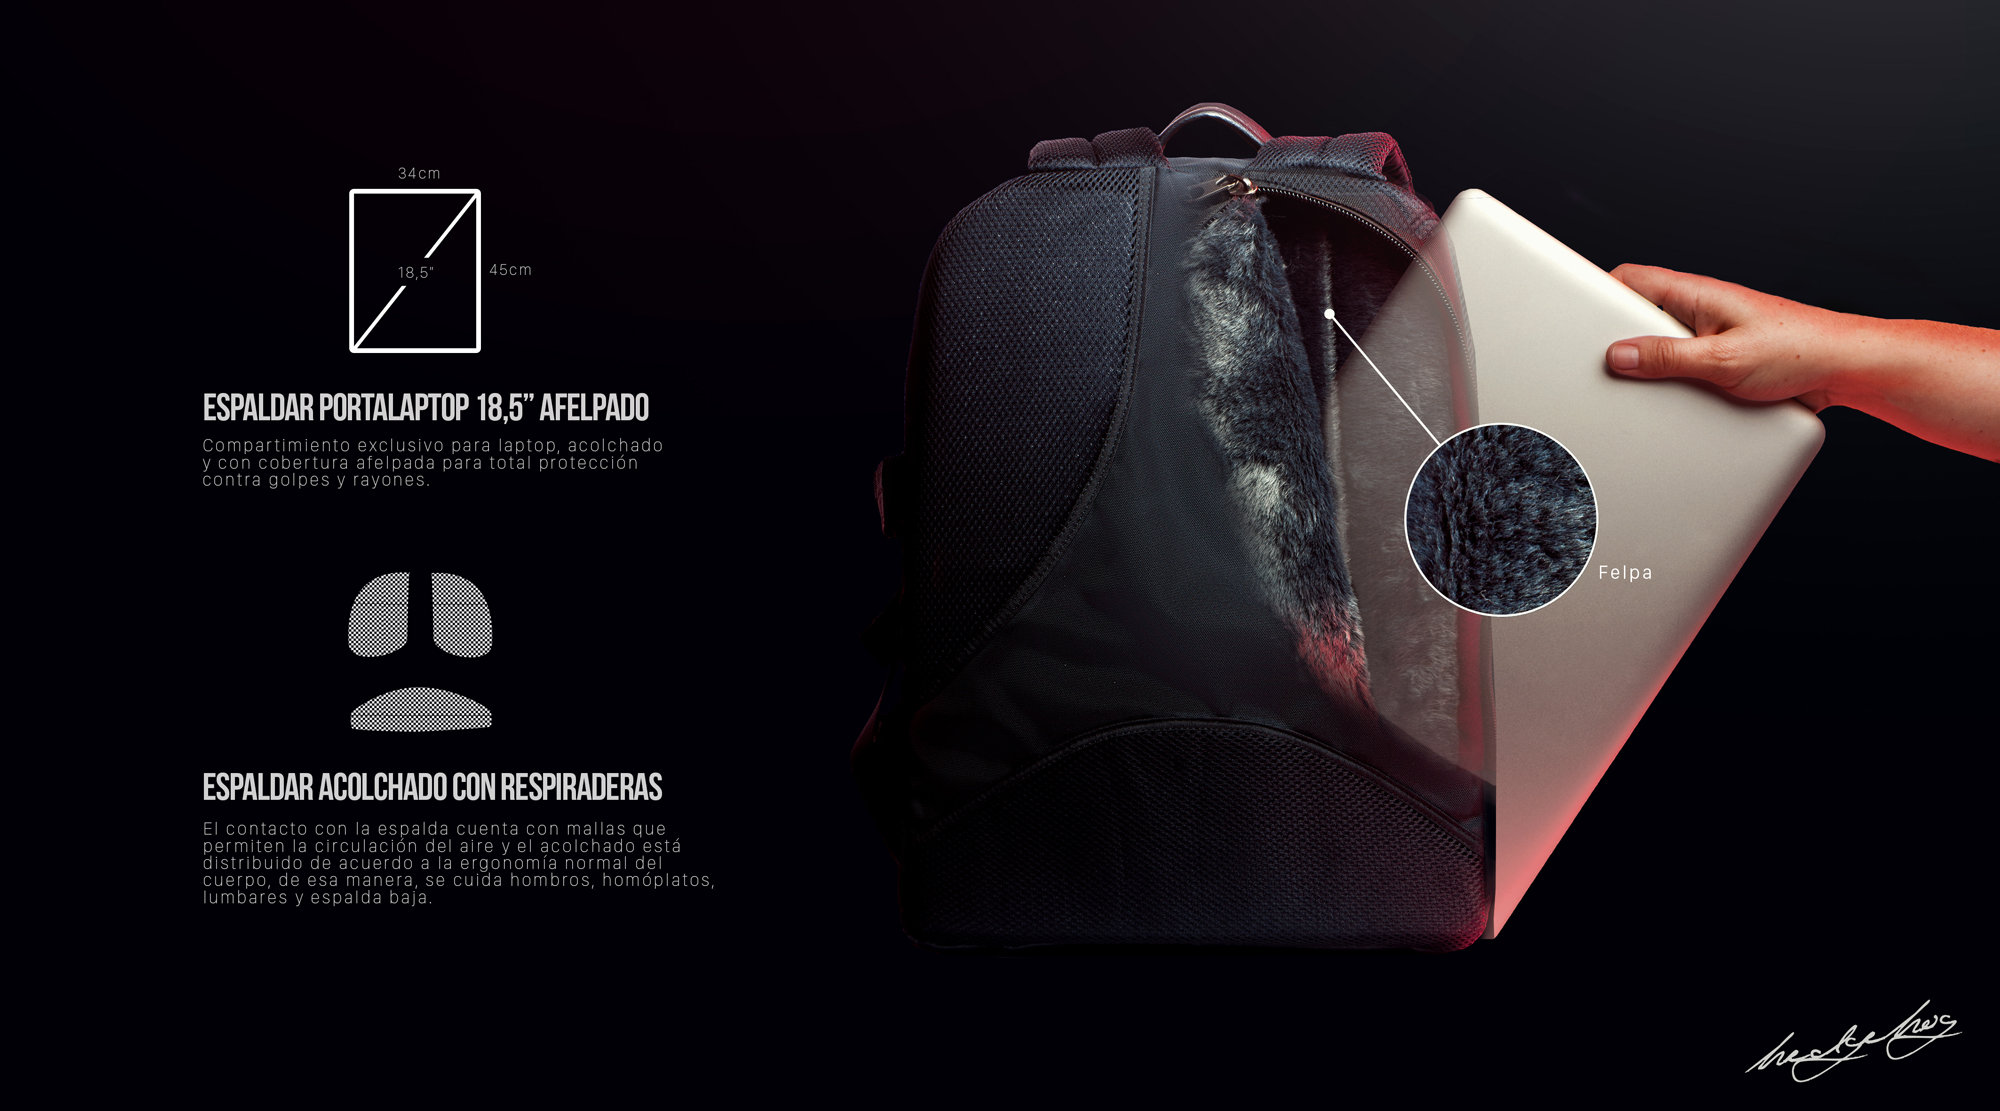 34cm
18,5"
45cm
ESPALDAR PORTALAPTOP 18,5” AFELPADO
Compartimiento exclusivo para laptop, acolchado
y con cobertura afelpada para total protección
contra golpes y rayones.
Felpa
ESPALDAR ACOLCHADO CON RESPIRADERAS
El contacto con la espalda cuenta con mallas que
permiten la circulación del aire y el acolchado está
distribuido de acuerdo a la ergonomía normal del
cuerpo, de esa manera, se cuida hombros, homóplatos,
lumbares y espalda baja.